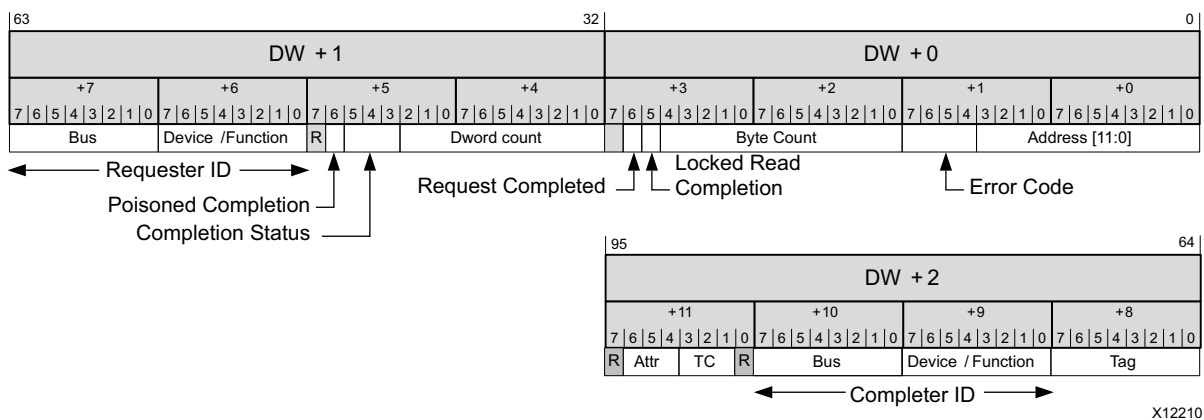 63 32 0
DW + 1 DW + 0
+7 +6 +5 +4 +3 +2 +1 +0
7 6 5 4 3 2 1 0 7 6 5 4 3 2 1 0 7 6 5 4 3 2 1 0 7 6 5 4 3 2 1 0 7 6 5 4 3 2 1 0 7 6 5 4 3 2 1 0 7 6 5 4 3 2 1 0 7 6 5 4 3 2 1 0
Bus Device /Function R Dword count Byte Count Address [11:0]
Requester ID
Locked Read
Request Completed Completion Error Code
Poisoned Completion
Completion Status
95 64
DW + 2
+11 +10 +9 +8
7 6 5 4 3 2 1 0 7 6 5 4 3 2 1 0 7 6 5 4 3 2 1 0 7 6 5 4 3 2 1 0
R Attr TC R Bus Device / Function Tag
Completer ID
X12210